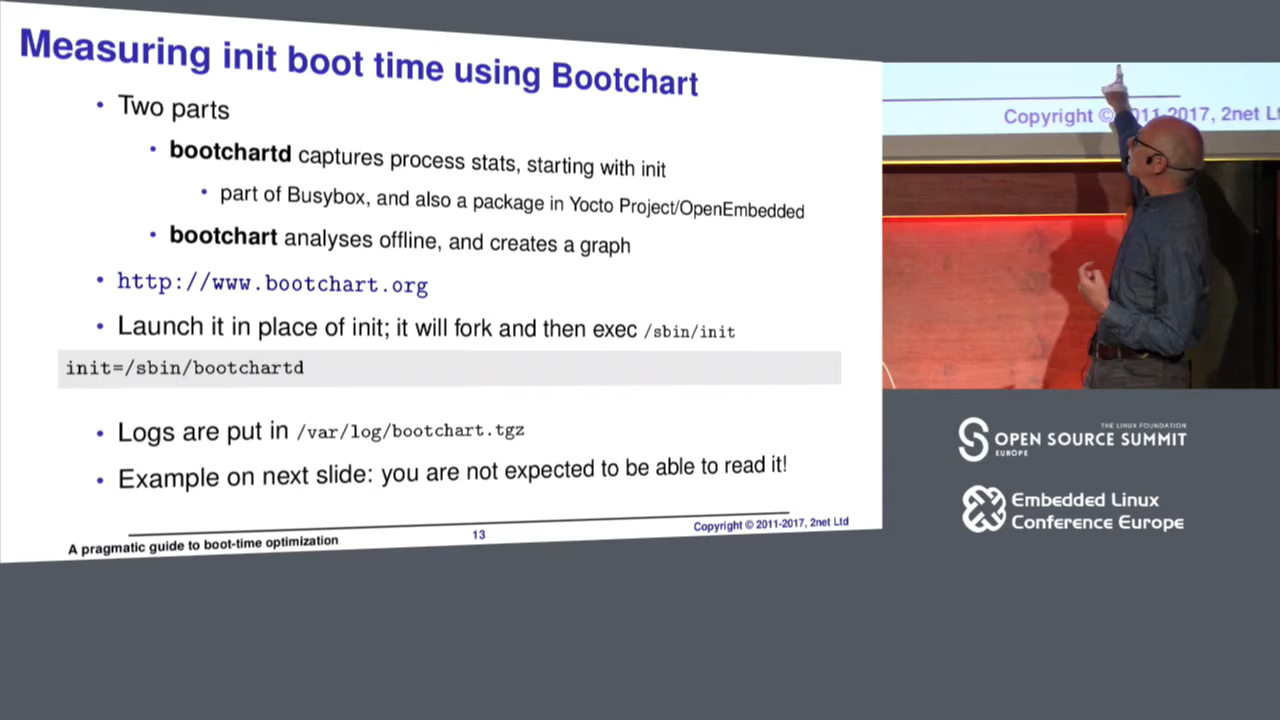 Measuring init boot time using Bootchart
• Two parts
• bootchartd captures process stats, starting with init
• part of Busybox, and also a package in Yocto Project/OpenEmbedded
• bootchart analyses offline, and creates a graph
• http://www.bootchart.org
• Launch it in place of init; it will fork and then exec /sbin/init
init=/sbin/bootchartd
• Logs are put in /var/log/bootchart.tgz
• Example on next slide: you are not expected to be able to read it!
A pragmatic guide to boot-time optimization
13
Copyright © 2011-2017, 2net Ltd
Copyright © 2011-2017, 2net Lt
THE LINUX FOUNDATION
OPEN SOURCE SUMMIT
EUROPE
Embedded Linux
Conference Europe